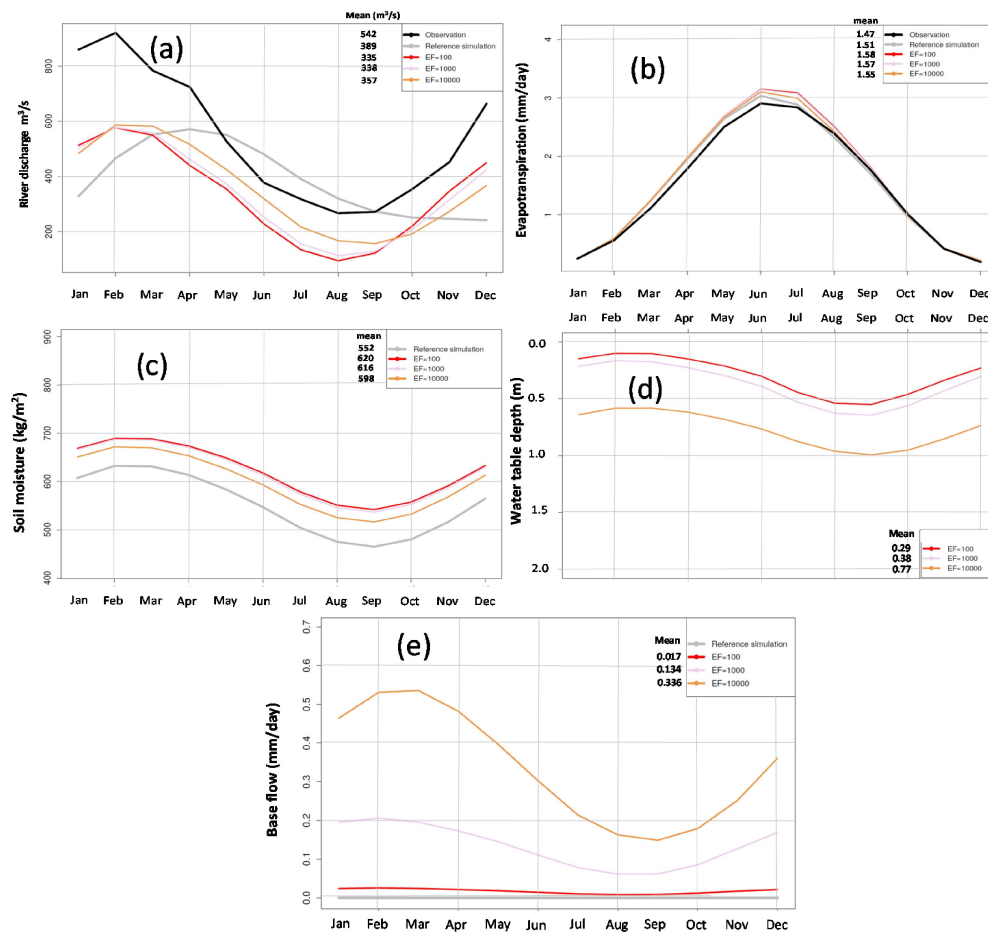 Mean (m³/s)
(a)
542 Observation
389 Reference simulation
335 EF=100
338 EF=1000
357 EF=10000
River discharge m³/s
200 400 600 800
Jan Feb Mar Apr May Jun Jul Aug Sep Oct Nov Dec
mean
(b)
1.47 Observation
1.51 Reference simulation
1.58 EF=100
1.57 EF=1000
1.55 EF=10000
Evapotranspiration (mm/day)
1 2 3 4
Jan Feb Mar Apr May Jun Jul Aug Sep Oct Nov Dec
mean
(c)
552 Reference simulation
620 EF=100
616 EF=1000
598 EF=10000
Soil moisture (kg/m²)
400 500 600 700 800 900
Jan Feb Mar Apr May Jun Jul Aug Sep Oct Nov Dec
Jan Feb Mar Apr May Jun Jul Aug Sep Oct Nov Dec
(d)
Water table depth (m)
0.0
0.5
1.0
1.5
2.0
Mean
0.29 EF=100
0.38 EF=1000
0.77 EF=10000
(e)
Mean
Reference simulation
0.017 EF=100
0.134 EF=1000
0.336 EF=10000
Base flow (mm/day)
0.0 0.1 0.2 0.3 0.4 0.5 0.6 0.7
Jan Feb Mar Apr May Jun Jul Aug Sep Oct Nov Dec